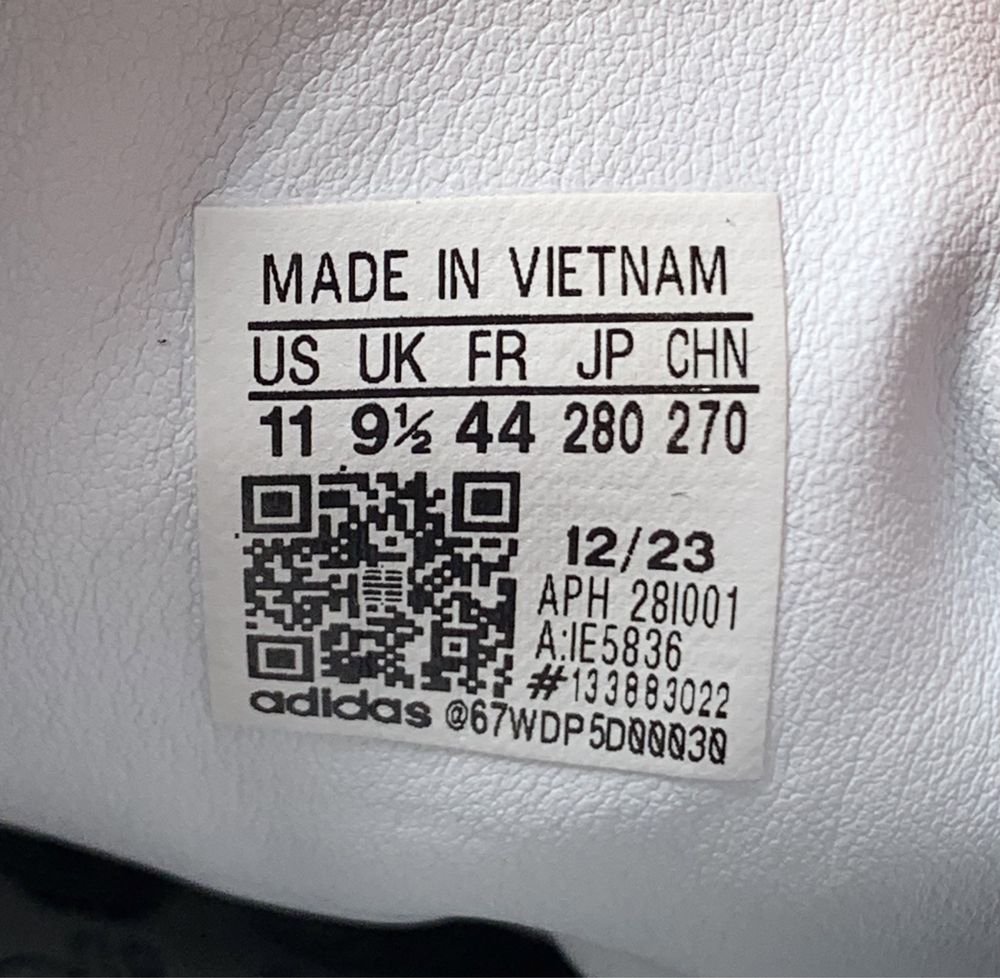 MADE IN VIETNAM
US UK FR JP CHN
11 9½ 44 280 270
12/23
APH 28I001
A:IE5836
#133883022
adidas @67WDP5D00030